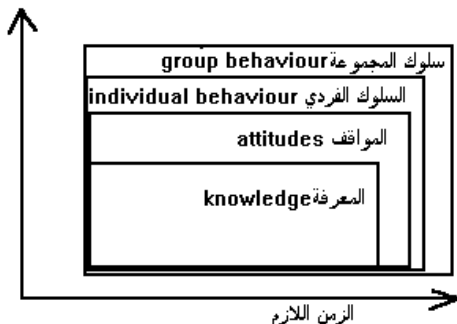 سلوك المجموعة group behaviour
السلوك الفردي individual behaviour
المواقف attitudes
المعرفة knowledge
الزمن اللازم